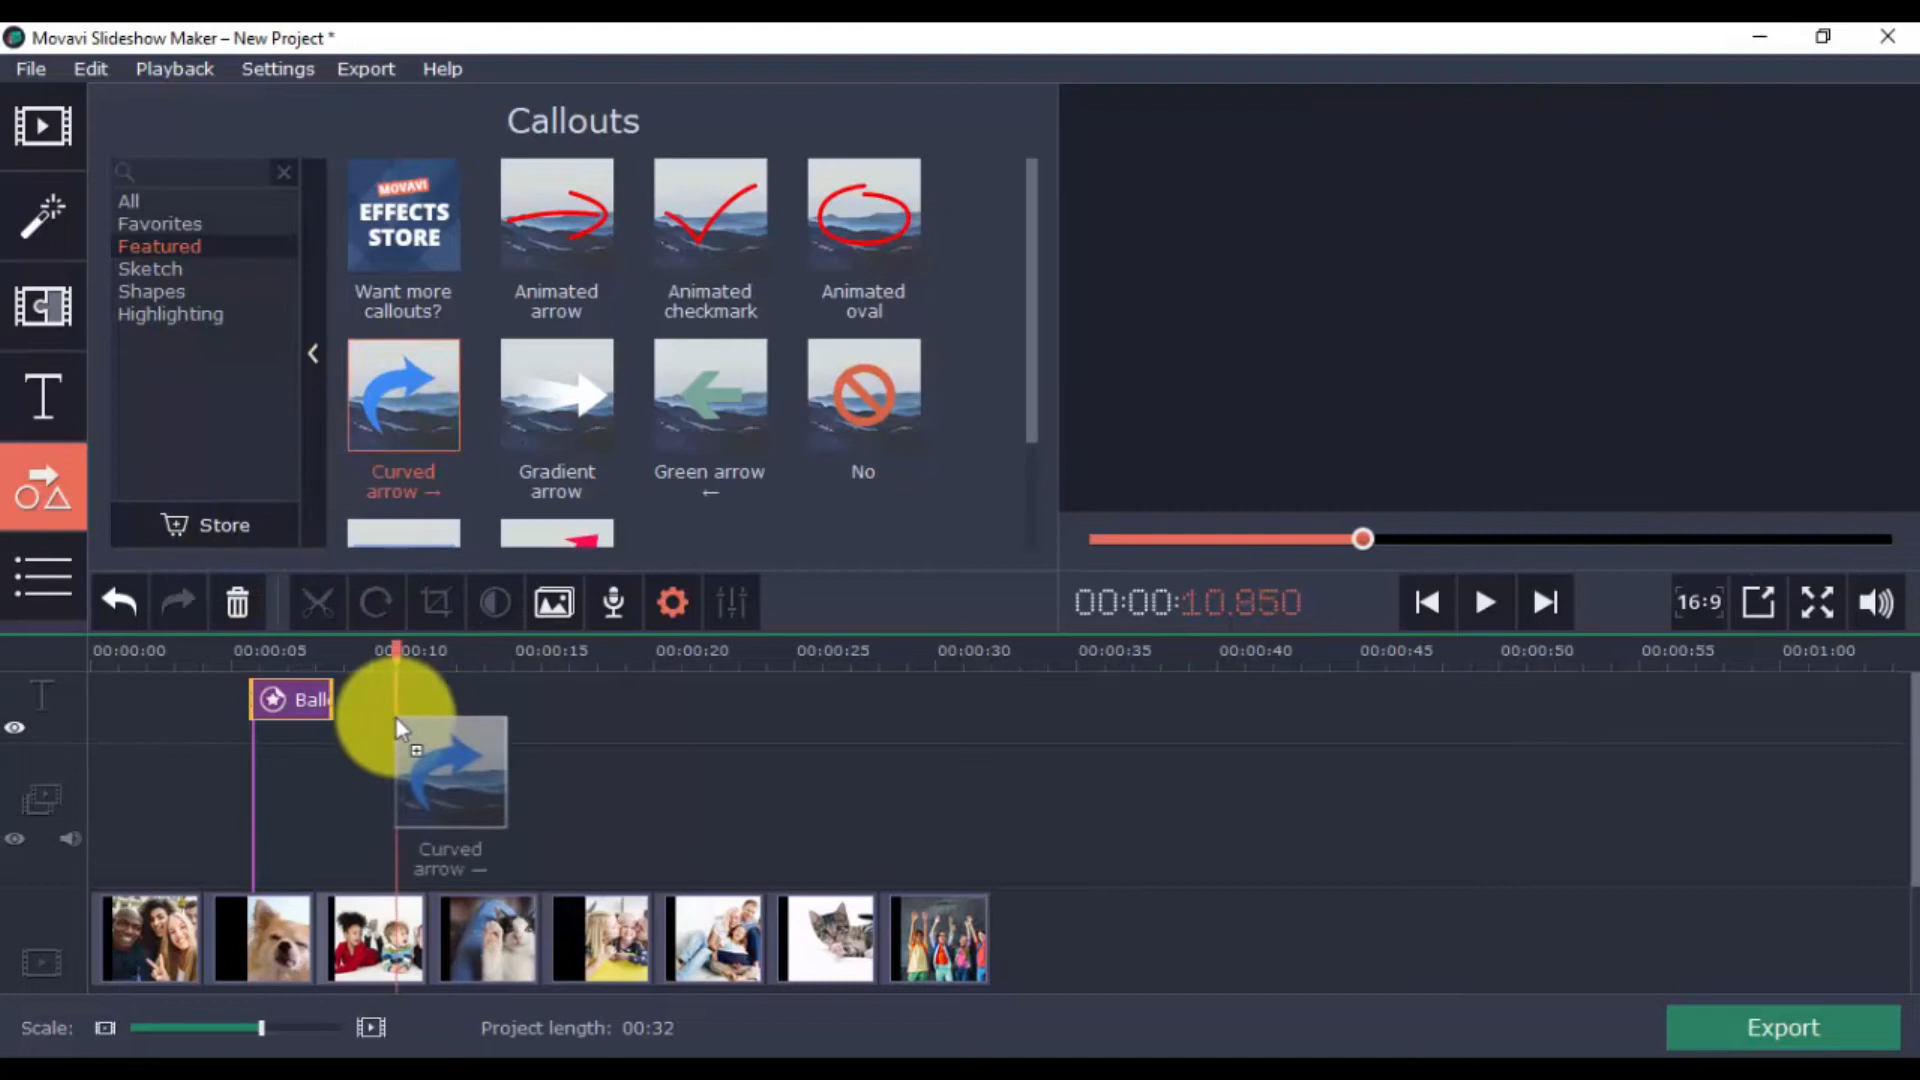 Movavi Slideshow Maker – New Project *
File Edit Playback Settings Export Help
Callouts
All
Favorites
Featured
Sketch
Shapes
Highlighting
Store
MOVAVI
EFFECTS
STORE
Want more
callouts?
Animated
arrow
Animated
checkmark
Animated
oval
Curved
arrow →
Gradient
arrow
Green arrow
←
No
00:00:10.850
16:9
00:00:00 00:00:05 00:00:10 00:00:15 00:00:20 00:00:25 00:00:30 00:00:35 00:00:40 00:00:45 00:00:50 00:00:55 00:01:00
T
Curved
arrow —
Scale:
Project length: 00:32
Export